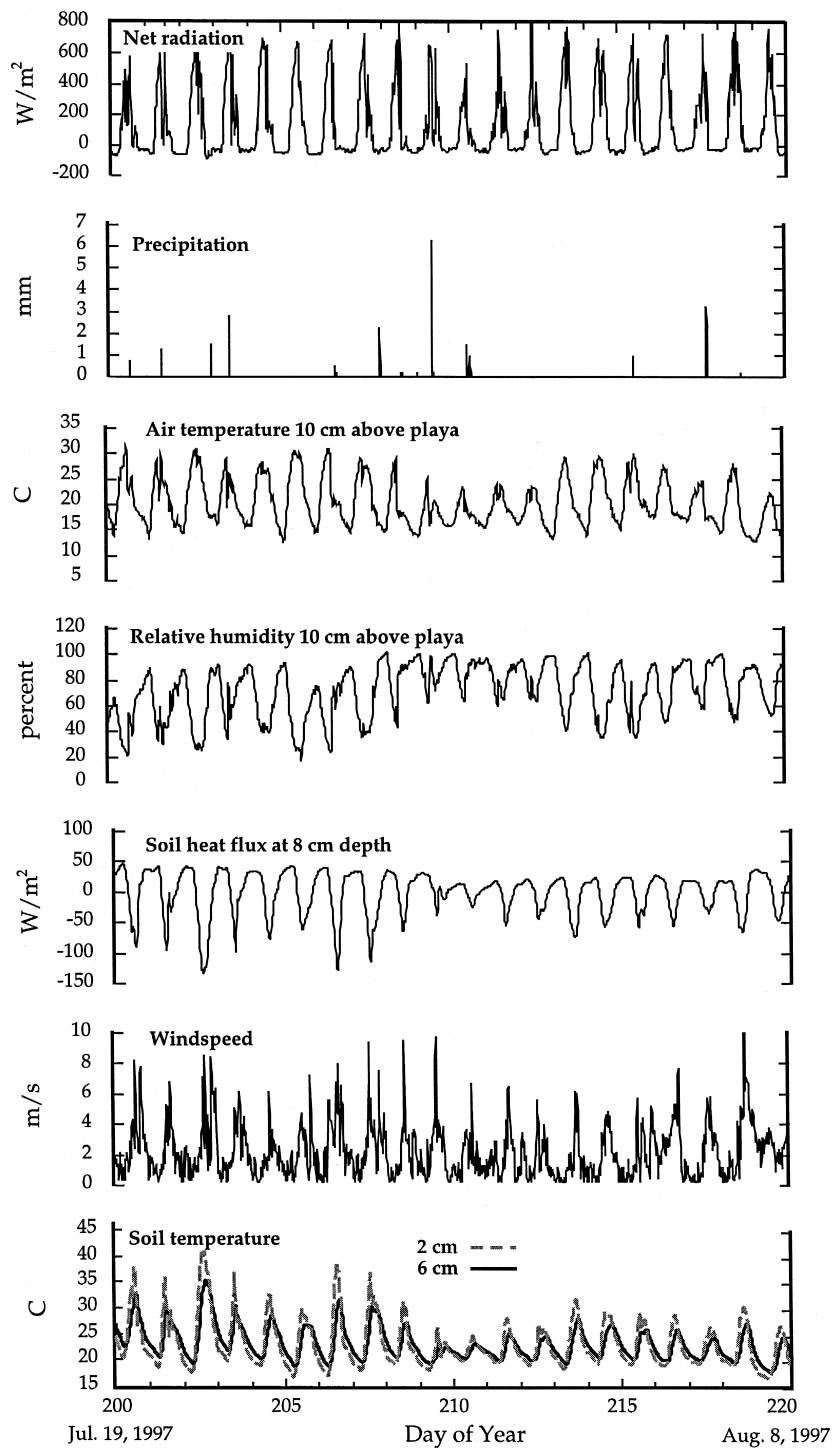 Net radiation
W/m²
800
600
400
200
0
-200
Precipitation
mm
7
6
5
4
3
2
1
0
Air temperature 10 cm above playa
C
35
30
25
20
15
10
5
Relative humidity 10 cm above playa
percent
120
100
80
60
40
20
0
Soil heat flux at 8 cm depth
W/m²
100
50
0
-50
-100
-150
Windspeed
m/s
10
8
6
4
2
0
Soil temperature
2 cm
6 cm
C
45
40
35
30
25
20
15
200 205 210 215 220
Jul. 19, 1997 Day of Year Aug. 8, 1997